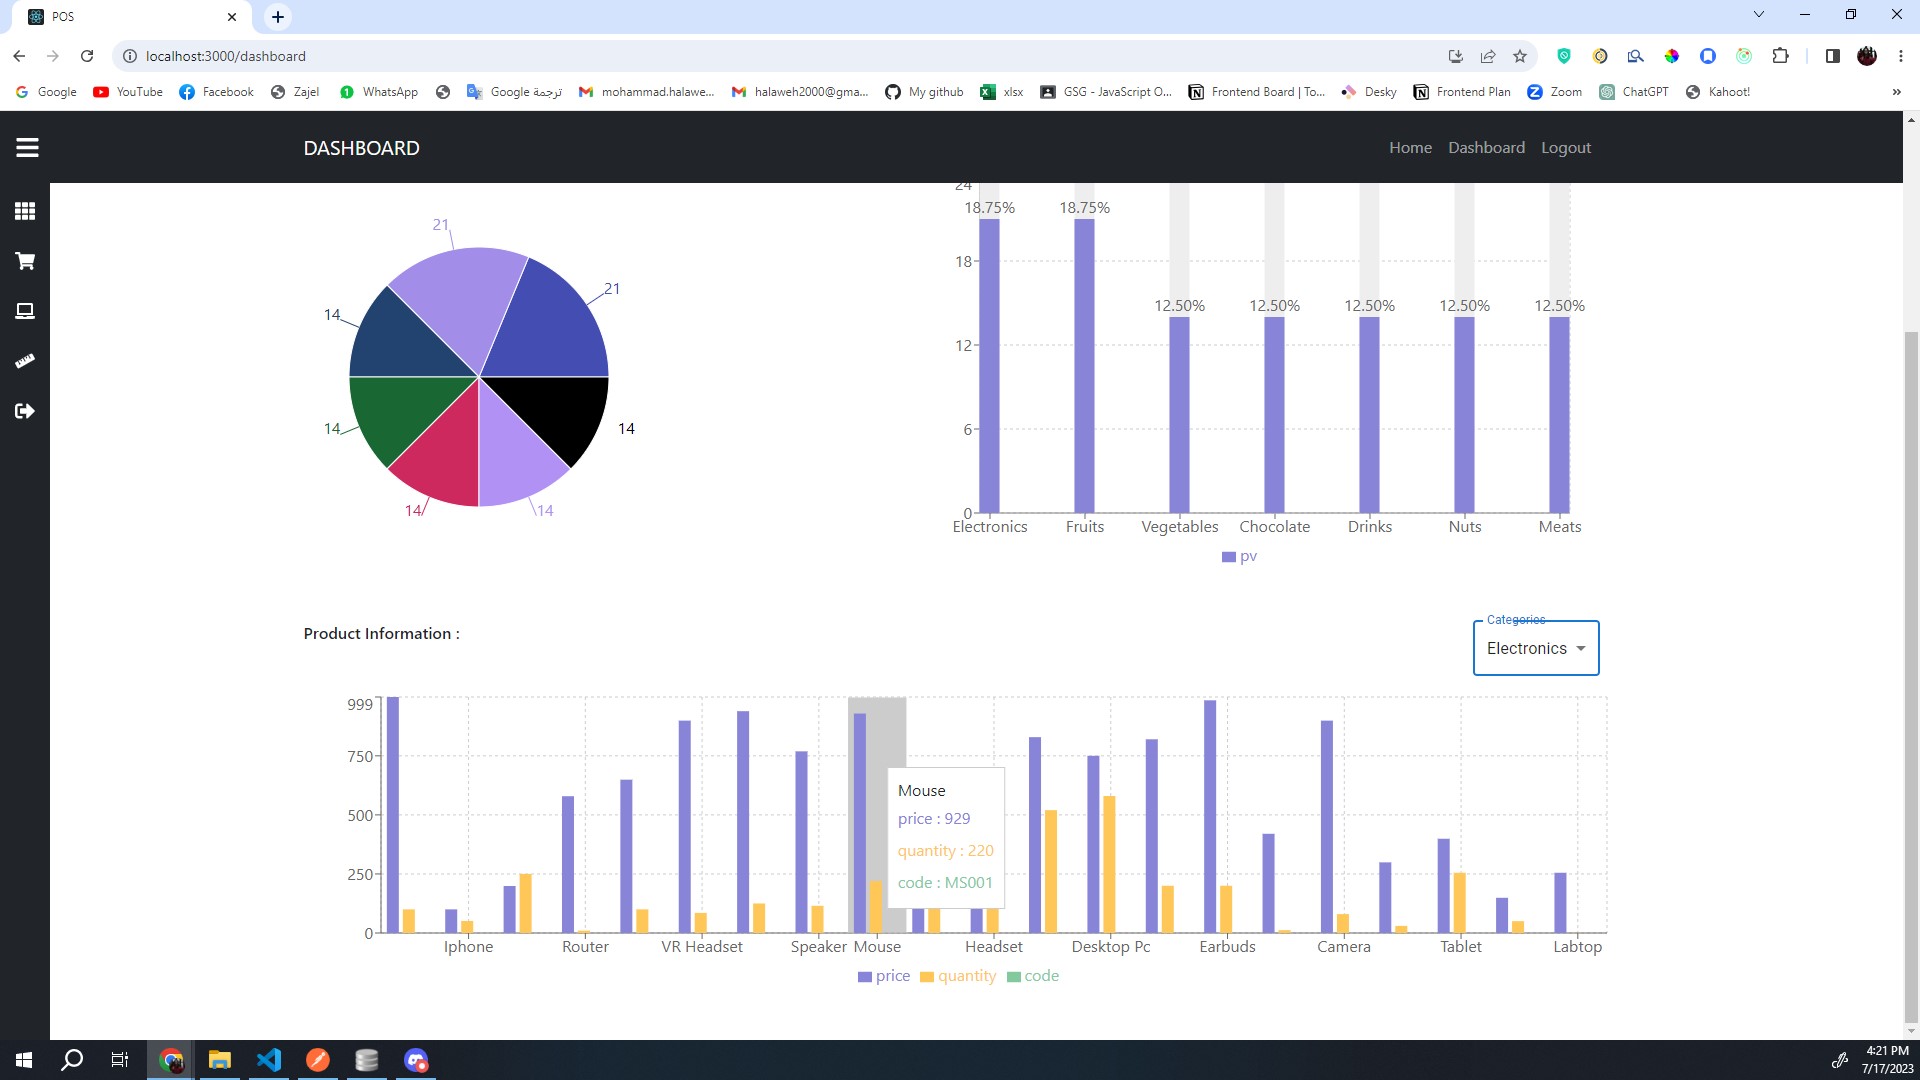 POS
localhost:3000/dashboard
Google
YouTube
Facebook
Zajel
WhatsApp
Google ترجمة
mohammad.halawe...
halaweh2000@gma...
My github
xlsx
GSG - JavaScript O...
Frontend Board | To...
Desky
Frontend Plan
Zoom
ChatGPT
Kahoot!
»
DASHBOARD
Home Dashboard Logout
21
21
14
14
14
14
14
24
18
12
6
0
18.75% 18.75%
12.50% 12.50% 12.50% 12.50% 12.50%
Electronics Fruits Vegetables Chocolate Drinks Nuts Meats
pv
Product Information :
Categories
Electronics
999
750
500
250
0
Mouse
price : 929
quantity : 220
code : MS001
Iphone Router VR Headset Speaker Mouse Headset Desktop Pc Earbuds Camera Tablet Labtop
price quantity code
4:21 PM
7/17/2023